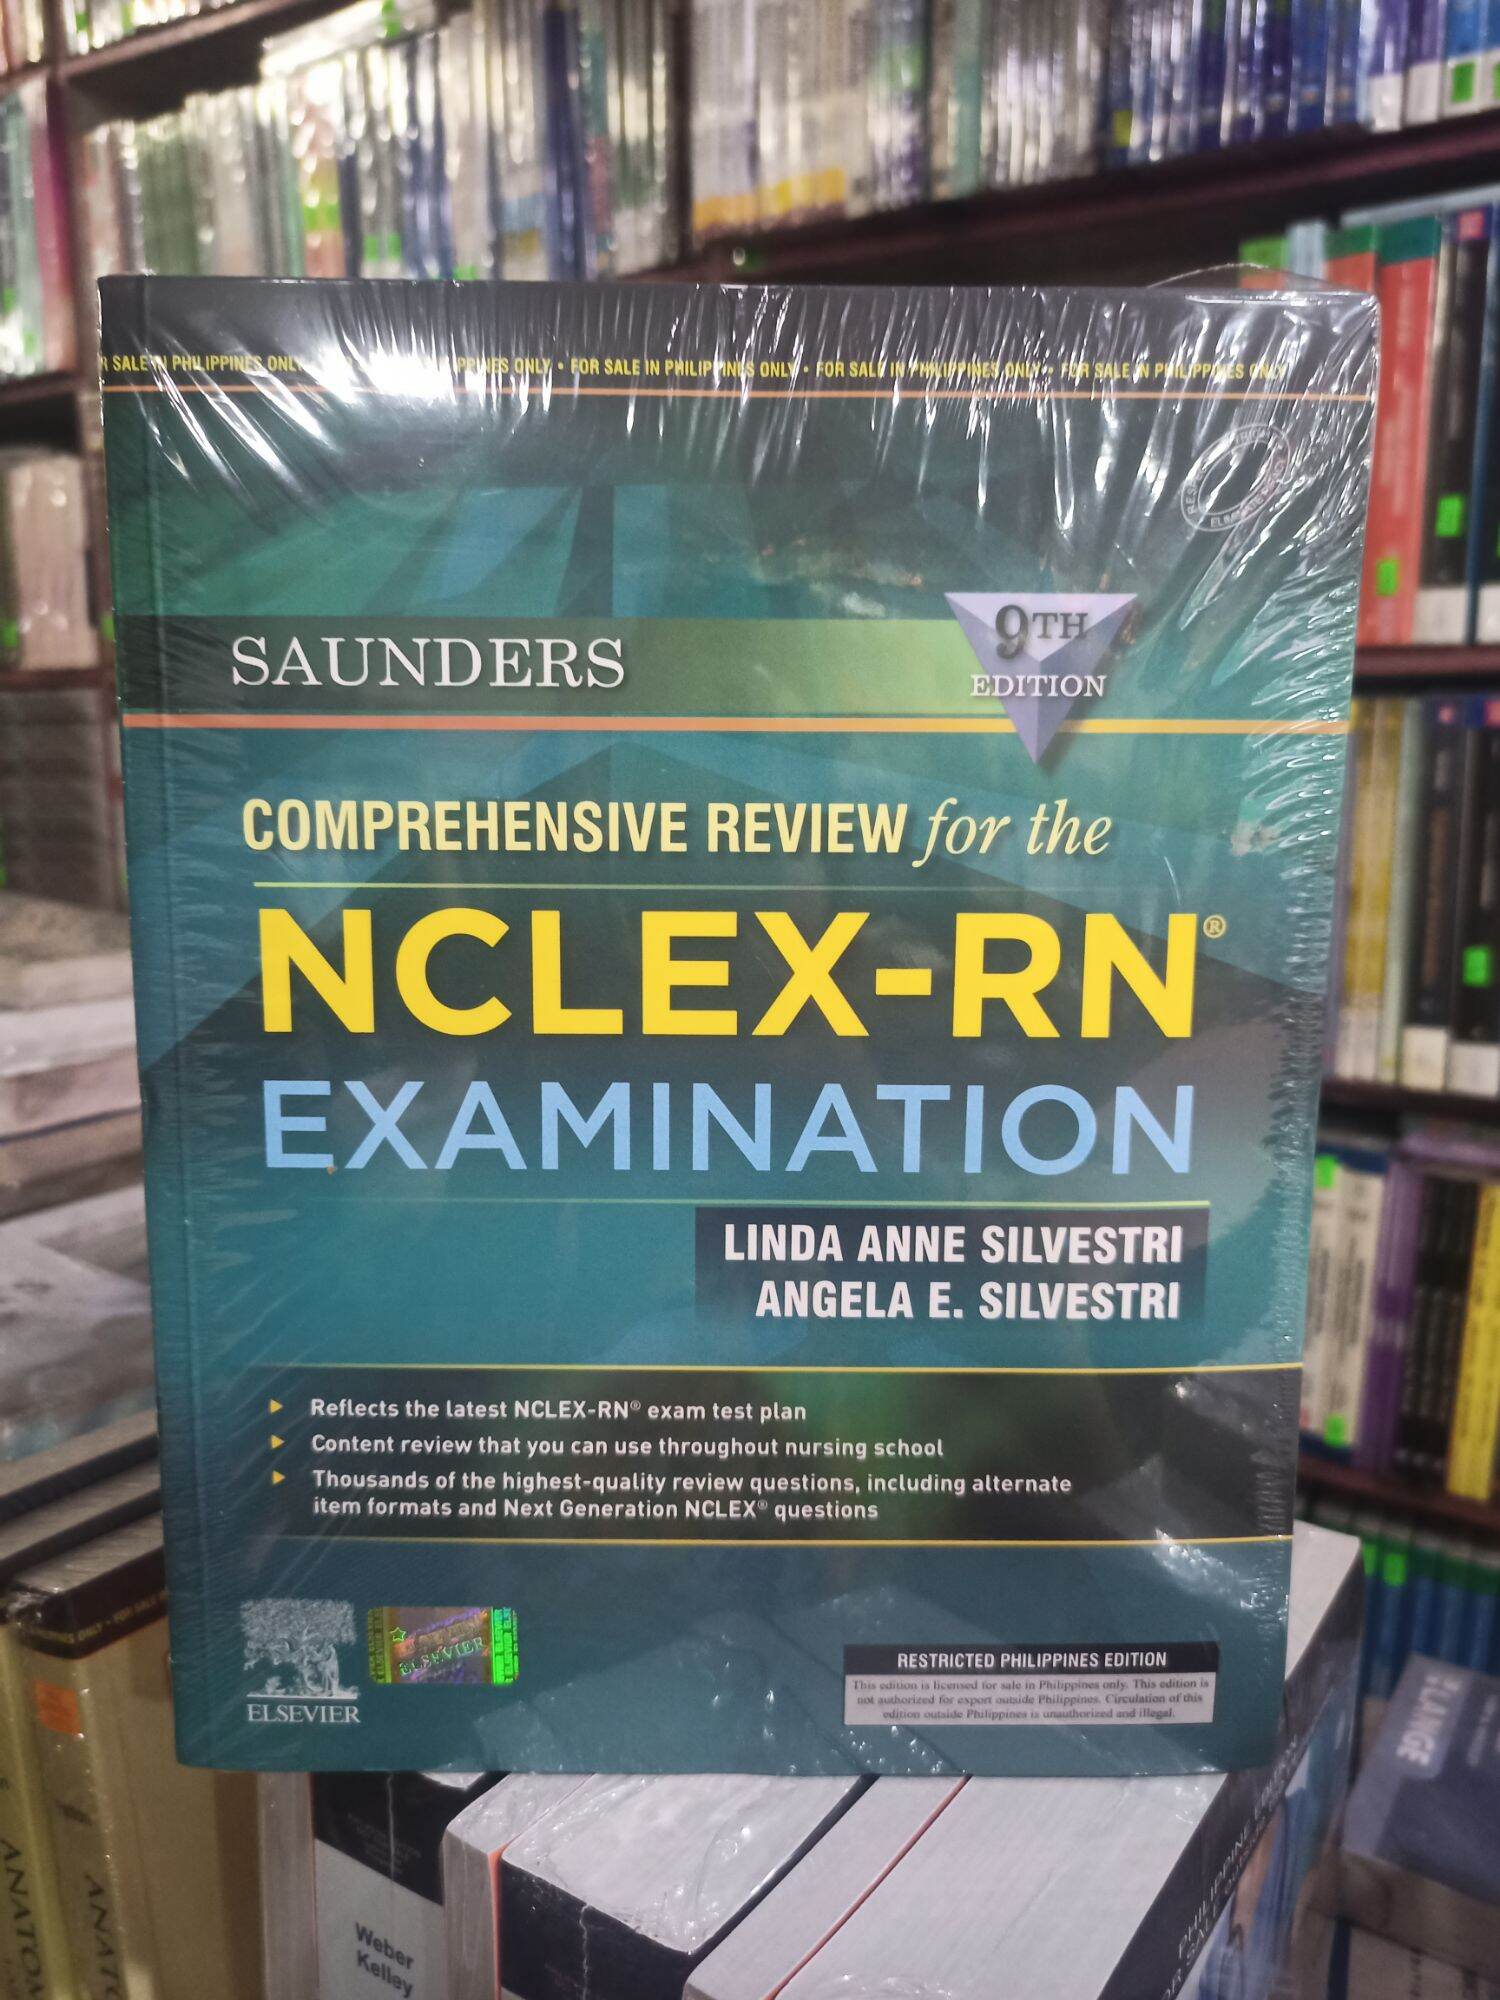 SALE IN PHILIPPINES ONLY • PINES ONLY • FOR SALE IN PHILIPPINES ONLY • FOR SALE IN PHILIPPINES ONLY • FOR SALE IN PHILIPPINES ONLY
SAUNDERS
9TH
EDITION
COMPREHENSIVE REVIEW for the
NCLEX-RN®
EXAMINATION
LINDA ANNE SILVESTRI
ANGELA E. SILVESTRI
Reflects the latest NCLEX-RN® exam test plan
Content review that you can use throughout nursing school
Thousands of the highest-quality review questions, including alternate
item formats and Next Generation NCLEX® questions
ELSEVIER
ELSEVIER
RESTRICTED PHILIPPINES EDITION
This edition is licensed for sale in Philippines only. This edition is
not authorized for export outside Philippines. Circulation of this
edition outside Philippines is unauthorized and illegal.
LANGE
Weber
Kelley